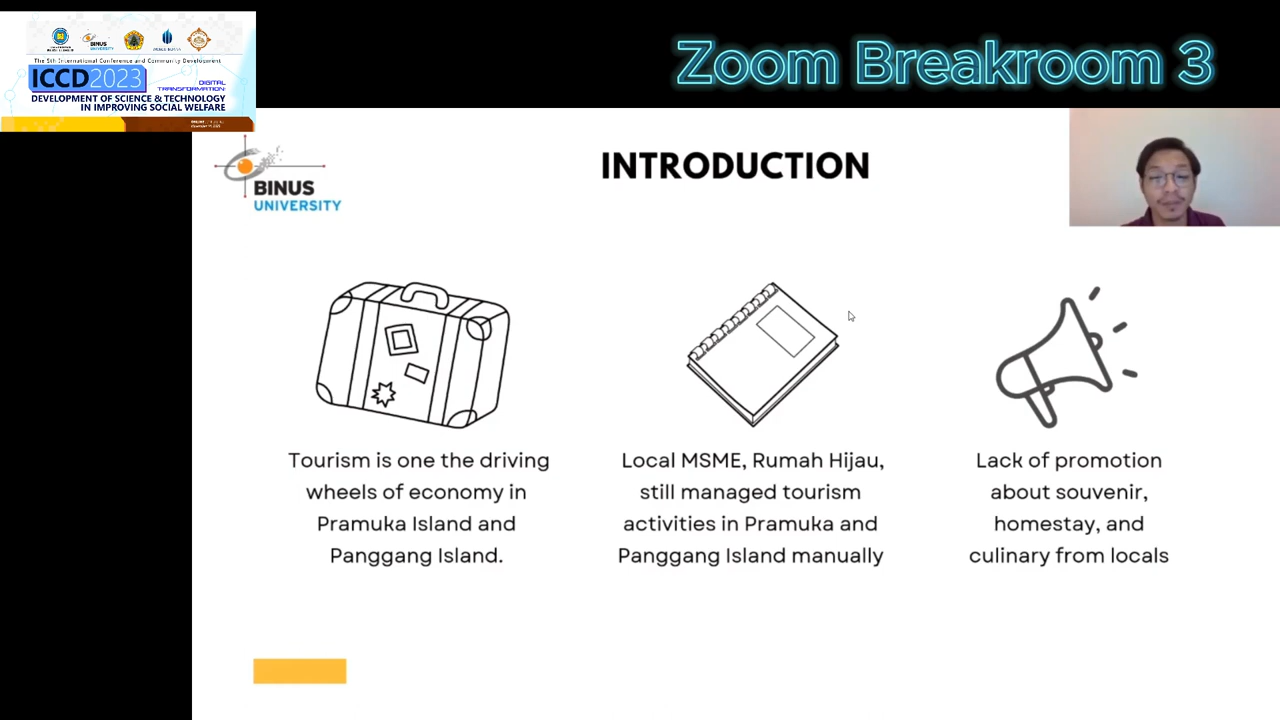 Zoom Breakroom 3
BINUS
UNIVERSITY
The 5th International Conference and Community Development
ICCD2023
DIGITAL
TRANSFORMATION:
DEVELOPMENT OF SCIENCE & TECHNOLOGY
IN IMPROVING SOCIAL WELFARE
BINUS
UNIVERSITY
INTRODUCTION
Tourism is one the driving
wheels of economy in
Pramuka Island and
Panggang Island.
Local MSME, Rumah Hijau,
still managed tourism
activities in Pramuka and
Panggang Island manually
Lack of promotion
about souvenir,
homestay, and
culinary from locals